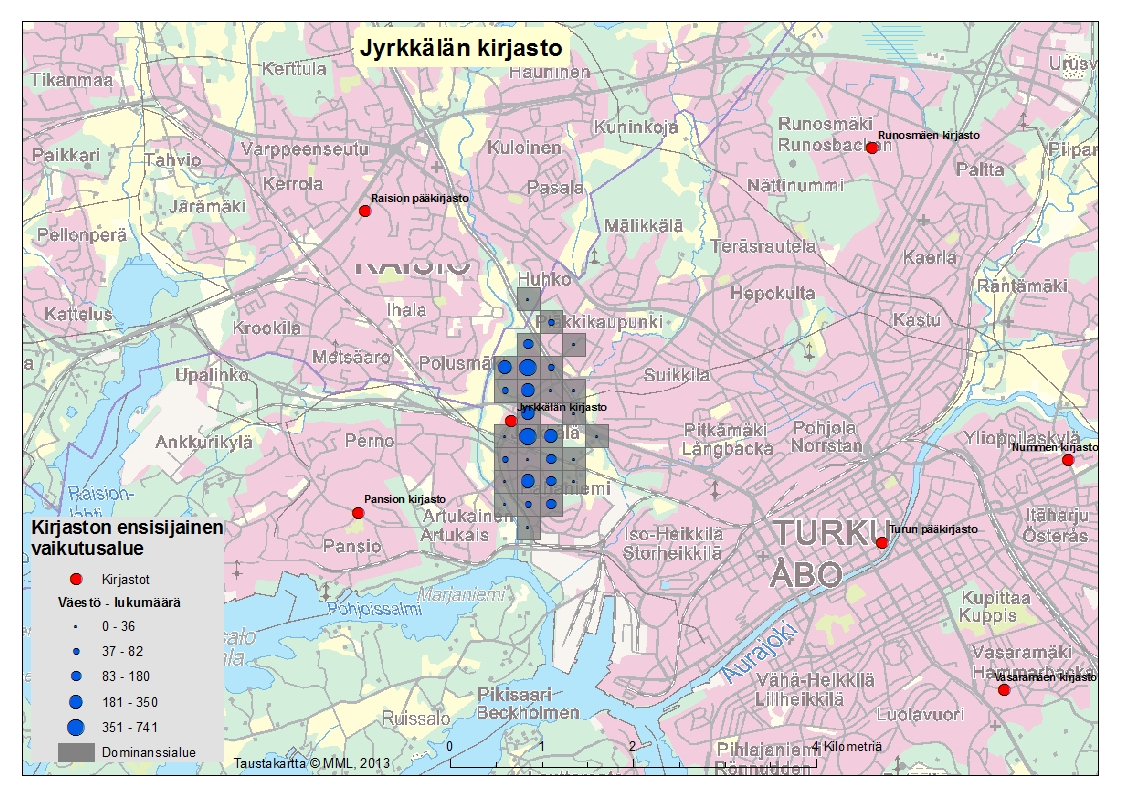 Jyrkkälän kirjasto
Kerttula
Hauninen
Tikanmaa
Runosmäki
Kuninkoja
Runosmäen kirjasto
Varppeenseutu
Kuloinen
Paikkari
Tahvio
Paltta
Kerrola
Pasala
Nättinummi
Raision pääkirjasto
Järämäki
Mälikkälä
Pellonperä
Teräsrautela
Kaerla
RAISIO
Huhko
Räntämäki
Hepokulta
Kattelus
Ihala
Kastu
Krookila
Metsäaro
Upalinko
Suikkila
Jyrkkälän kirjasto
Ankkurikylä
Perno
Pitkämäki
Långbacka
Pohjola
Norrstan
Ylioppilaskylä
Nummen kirjasto
Raision-
lahti
Pansion kirjasto
Artukainen
Artukais
Pansio
Iso-Heikkilä
Storheikkilä
TURKU
ÅBO
Turun pääkirjasto
Itäharju
Österås
Marjaniemi
Pohjoissalmi
Kupittaa
Kuppis
Aurajoki
Vasaramäki
Hammarbacka
Vasaramäen kirjasto
Vähä-Heikkilä
Lillheikkilä
Pikisaari
Beckholmen
Ruissalo
Luolavuori
Pihlajaniemi
Rönnudden
Kirjaston ensisijainen
vaikutusalue
Kirjastot
Väestö - lukumäärä
0 - 36
37 - 82
83 - 180
181 - 350
351 - 741
Dominanssialue
Taustakartta © MML, 2013
0 1 2 4 Kilometriä